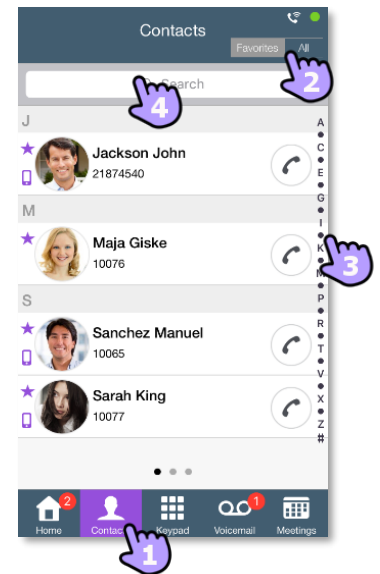 Contacts
Favorites All
2
Search
4
J
A
Jackson John
21874540
C
E
G
M
I
Maja Giske
10076
K
3
M
S
P
Sanchez Manuel
10065
R
T
V
Sarah King
10077
X
Z
#
2
1
Home
Contac
Keypad
Voicemail
Meetings
1